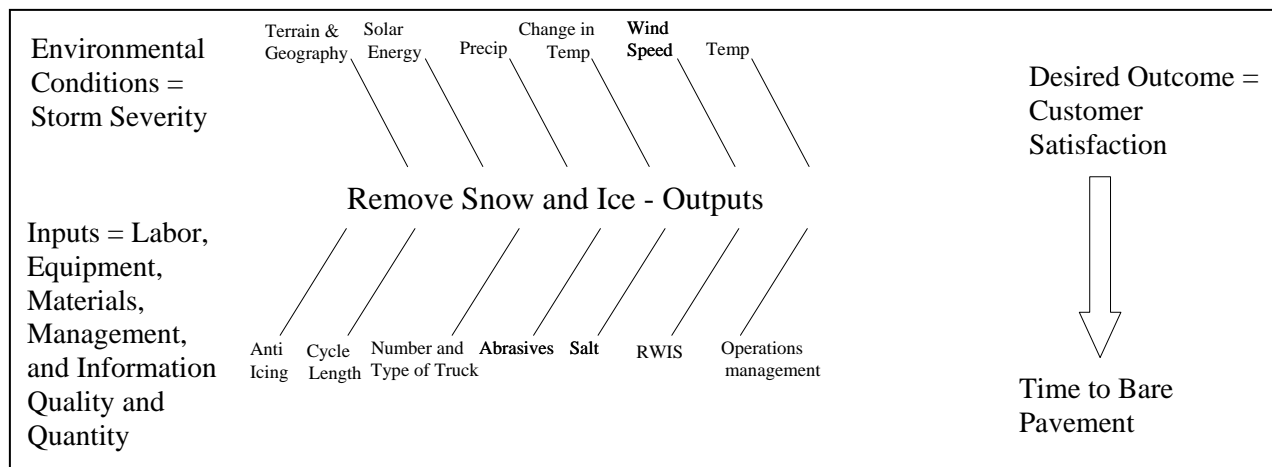 Environmental
Conditions =
Storm Severity
Terrain &
Geography
Solar
Energy
Precip
Change in
Temp
Wind
Speed
Temp
Desired Outcome =
Customer
Satisfaction
Remove Snow and Ice - Outputs
Inputs = Labor,
Equipment,
Materials,
Management,
and Information
Quality and
Quantity
Anti
Icing
Cycle
Length
Number and
Type of Truck
Abrasives
Salt
RWIS
Operations
management
Time to Bare
Pavement